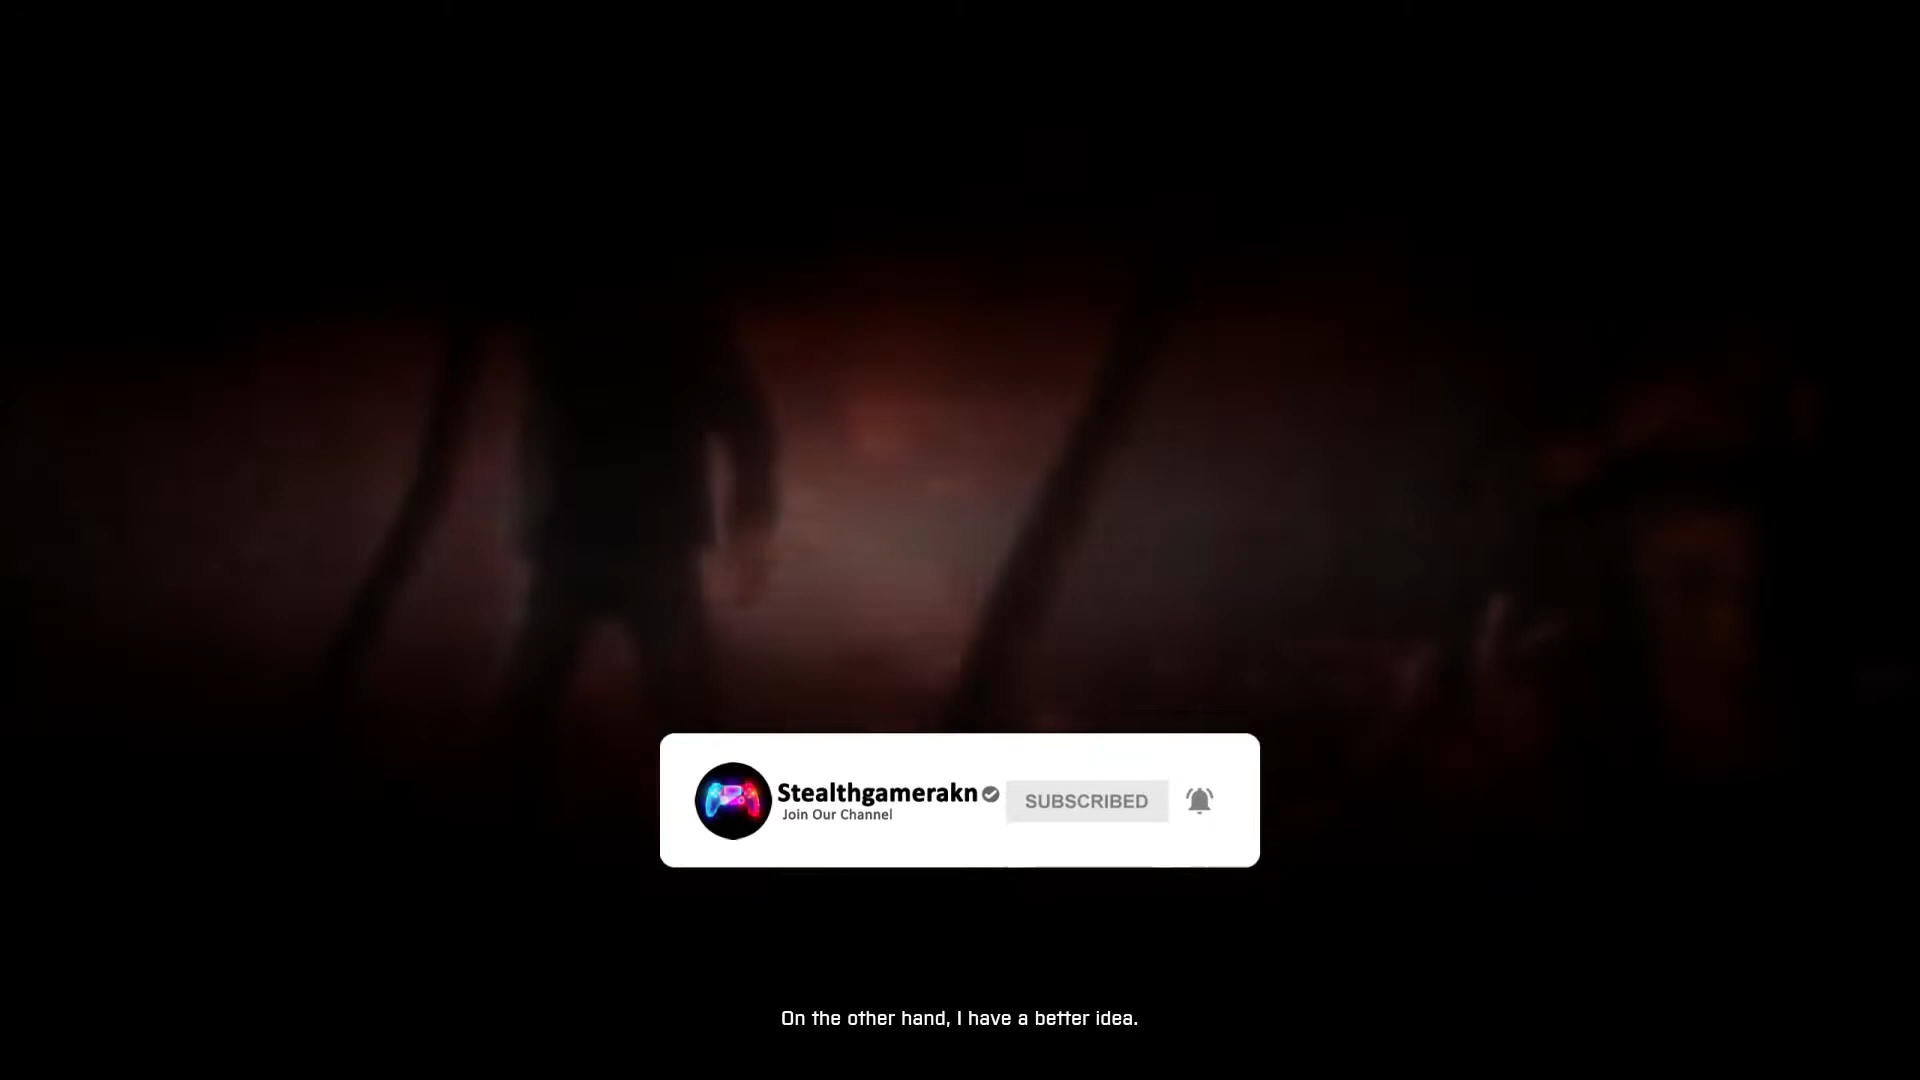 Stealthgamerakn
Join Our Channel
SUBSCRIBED
On the other hand, I have a better idea.